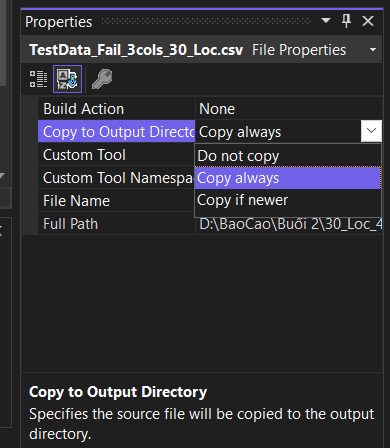 Properties
TestData_Fail_3cols_30_Loc.csv File Properties
Build Action None
Copy to Output Directo Copy always
Do not copy
Custom Tool
Copy always
Custom Tool Namespa
Copy if newer
File Name
Full Path D:\BaoCao\Buổi 2\30_Loc_4
Copy to Output Directory
Specifies the source file will be copied to the output
directory.